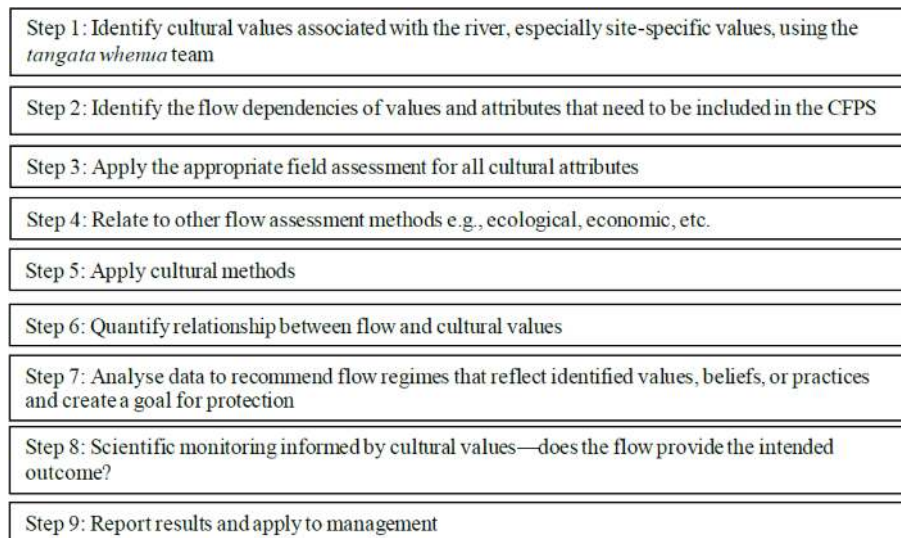 Step 1: Identify cultural values associated with the river, especially site-specific values, using the
tangata whenua team
Step 2: Identify the flow dependencies of values and attributes that need to be included in the CFPS
Step 3: Apply the appropriate field assessment for all cultural attributes
Step 4: Relate to other flow assessment methods e.g., ecological, economic, etc.
Step 5: Apply cultural methods
Step 6: Quantify relationship between flow and cultural values
Step 7: Analyse data to recommend flow regimes that reflect identified values, beliefs, or practices
and create a goal for protection
Step 8: Scientific monitoring informed by cultural values—does the flow provide the intended
outcome?
Step 9: Report results and apply to management